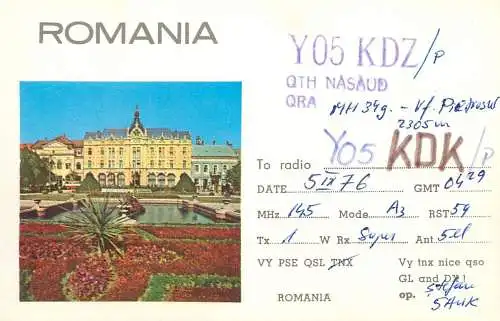 ROMANIA
YO5 KDZ/P
QTH NASAUD
QRA MH34g. - Vf. Pietrosul
2305 m
To radio YO5 KDK/P
DATE 5 IX 76 GMT 0429
MHz 145 Mode A3 RST 59
Tx 1 W Rx Super Ant 5el
VY PSE QSL TNX Vy tnx nice qso
GL and DX!
ROMANIA op. Ștefan